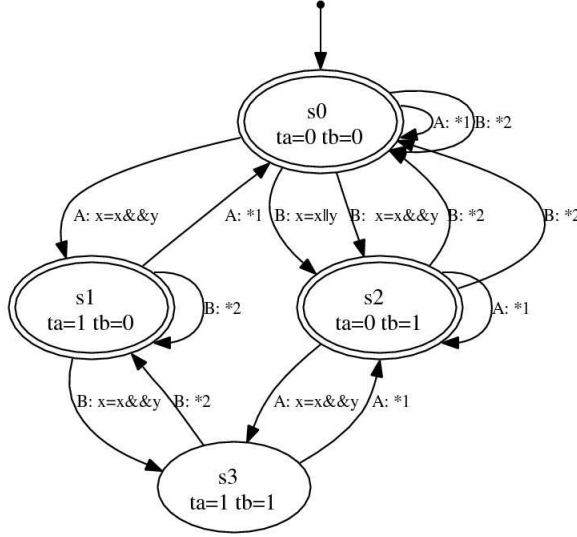 s0
ta=0 tb=0
A: *1
B: *2
A: x=x&&y
A: *1
B: x=x||y
B: x=x&&y
B: *2
B: *2
s1
ta=1 tb=0
B: *2
s2
ta=0 tb=1
A: *1
B: x=x&&y
B: *2
A: x=x&&y
A: *1
s3
ta=1 tb=1